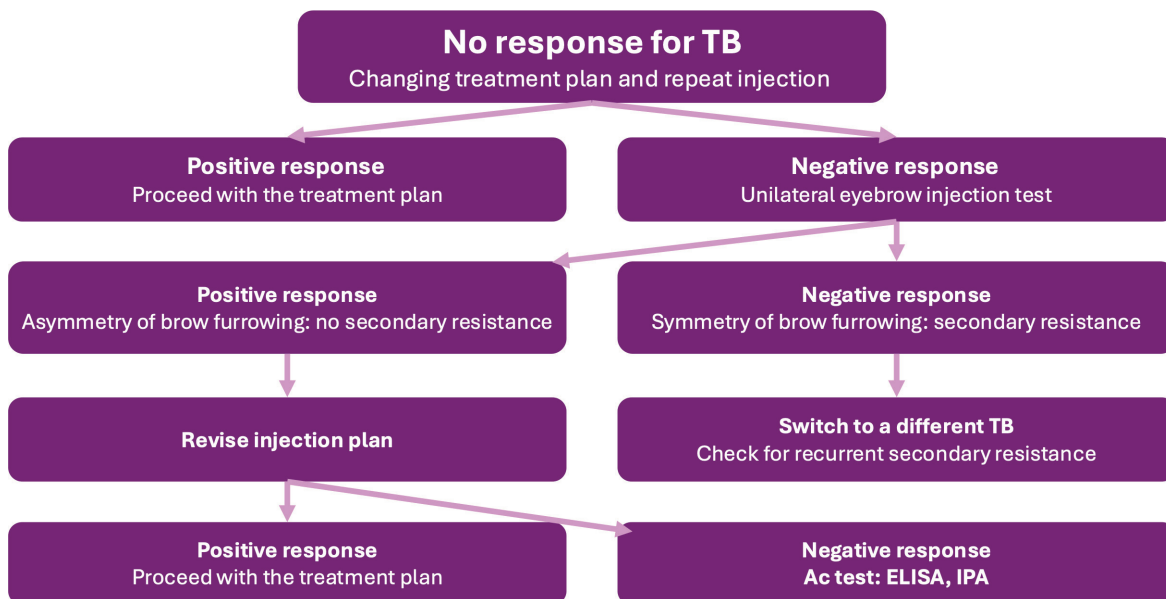 No response for TB
Changing treatment plan and repeat injection
Positive response
Proceed with the treatment plan
Negative response
Unilateral eyebrow injection test
Positive response
Asymmetry of brow furrowing: no secondary resistance
Negative response
Symmetry of brow furrowing: secondary resistance
Revise injection plan
Switch to a different TB
Check for recurrent secondary resistance
Positive response
Proceed with the treatment plan
Negative response
Ac test: ELISA, IPA